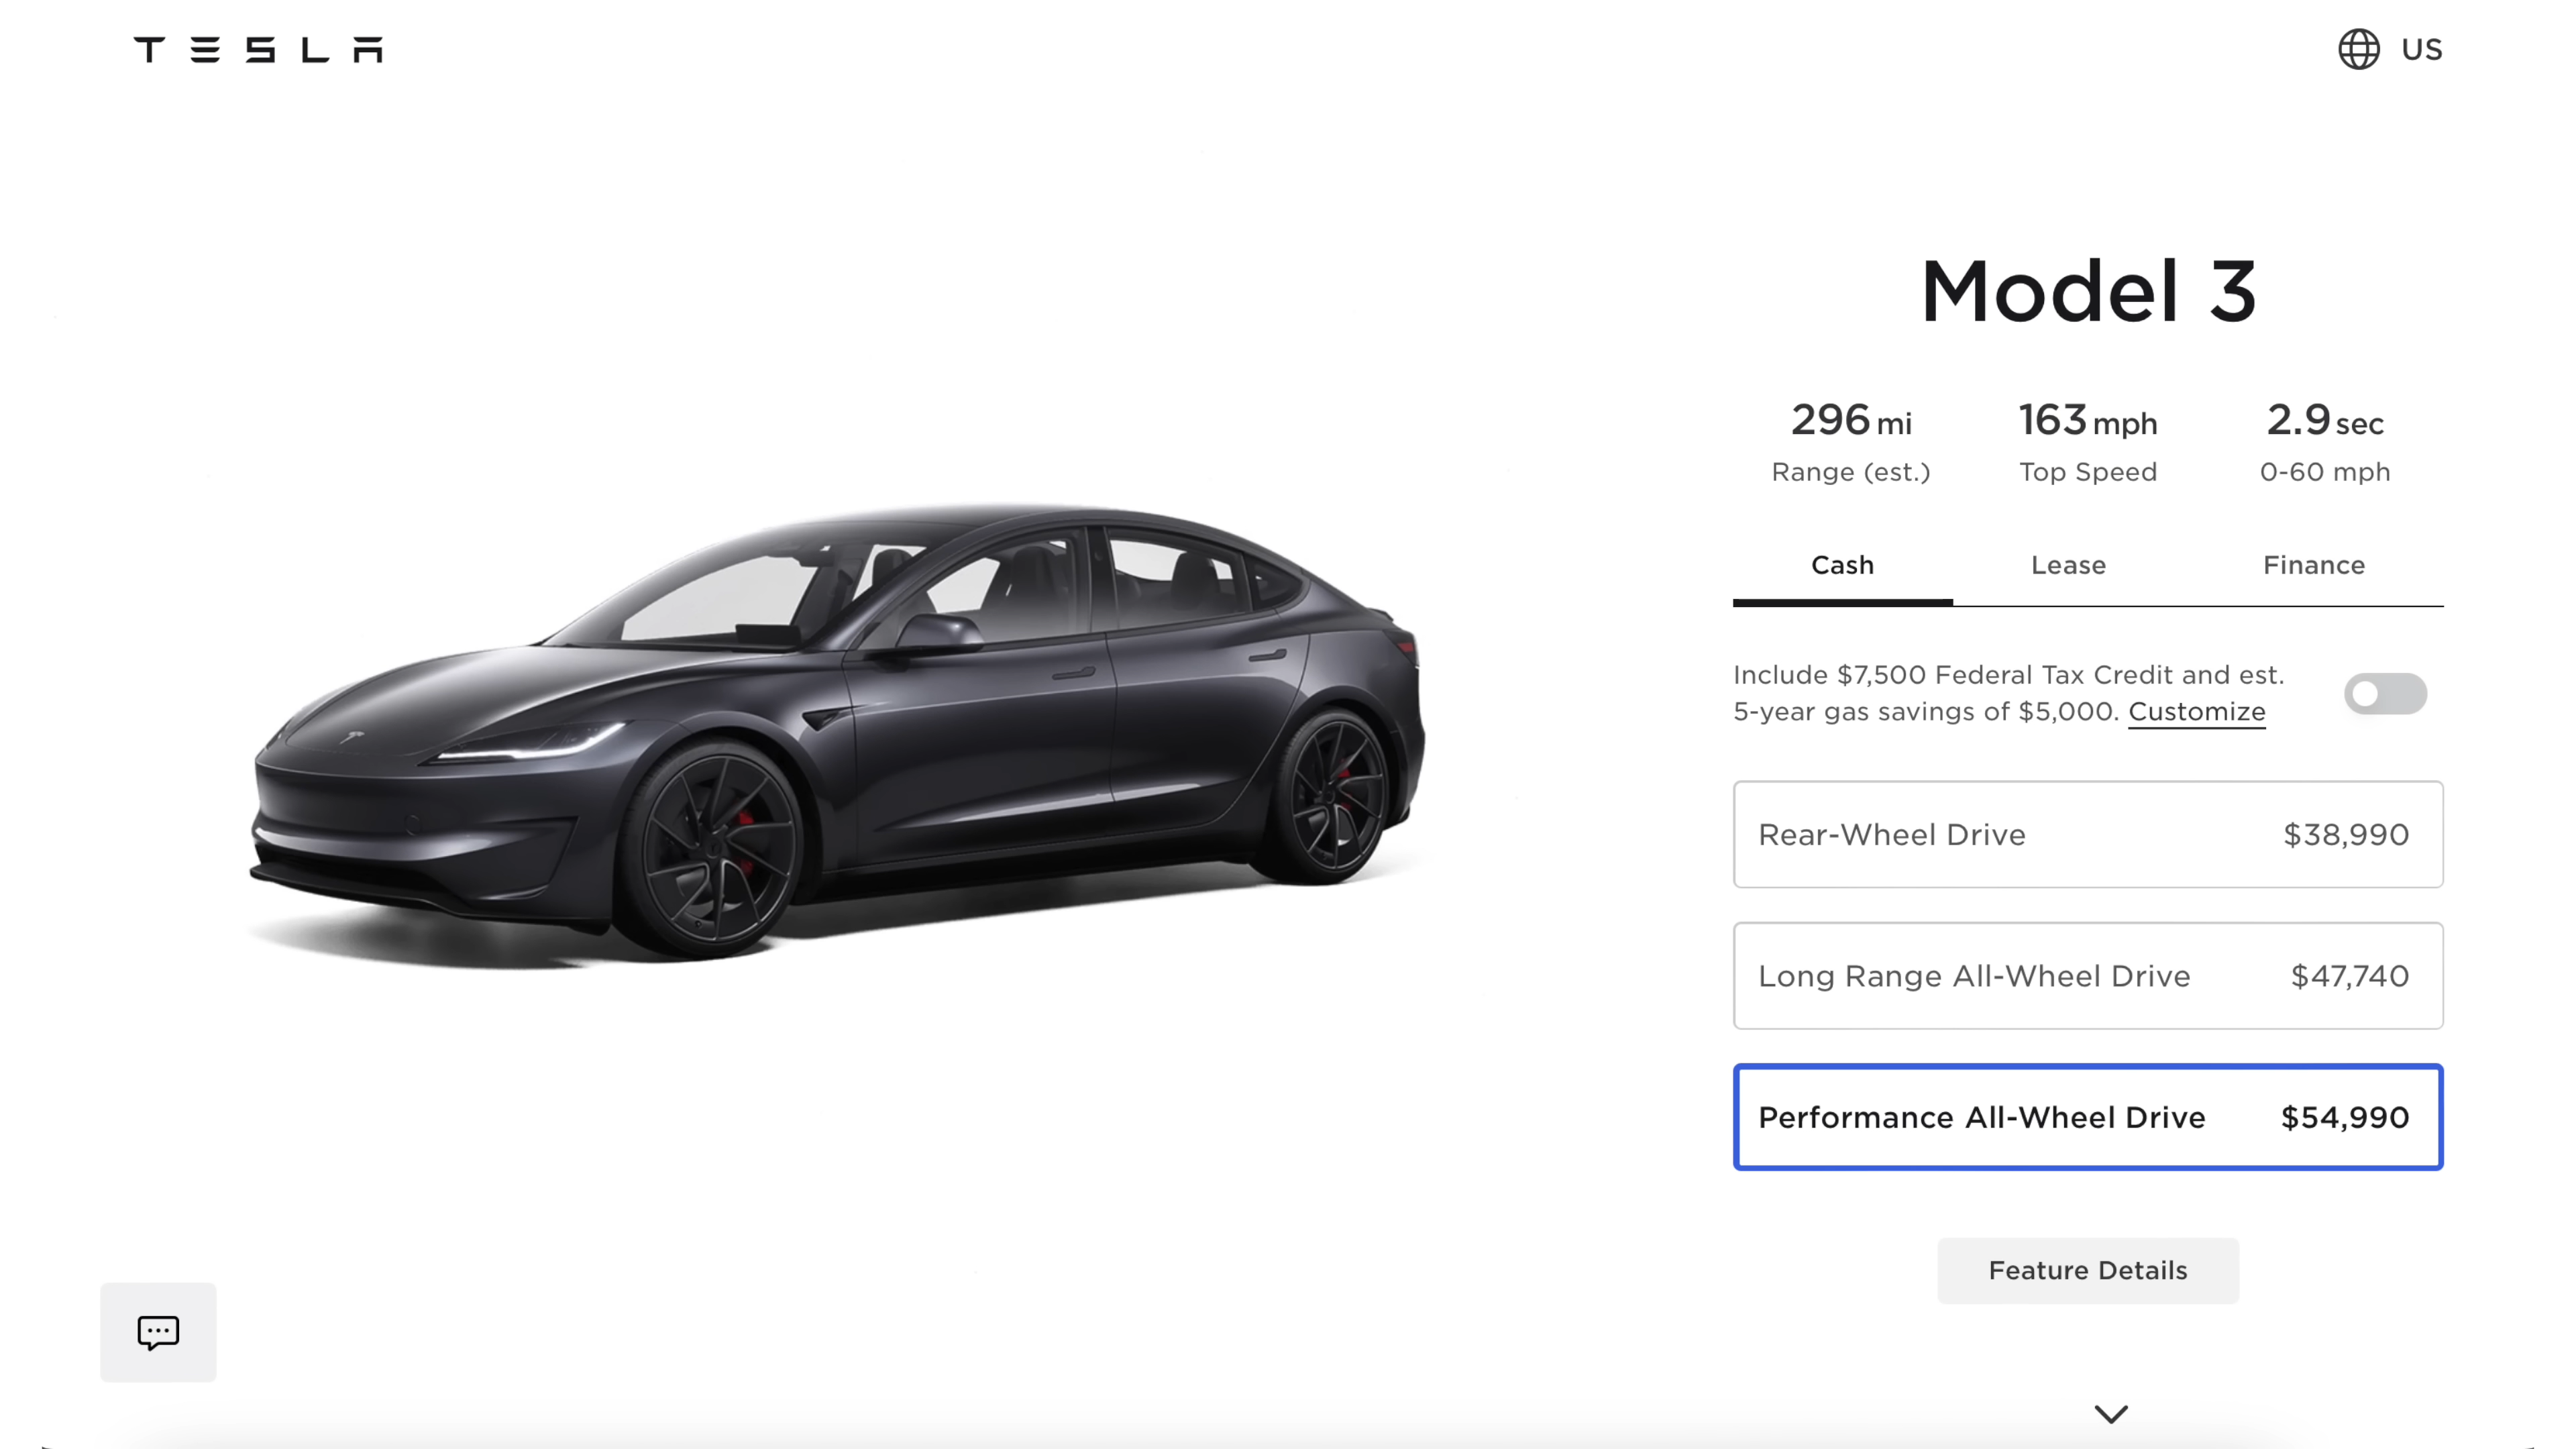 TESLA
US
Model 3
296 mi 163 mph 2.9 sec
Range (est.) Top Speed 0-60 mph
Cash Lease Finance
Include $7,500 Federal Tax Credit and est.
5-year gas savings of $5,000. Customize
Rear-Wheel Drive $38,990
Long Range All-Wheel Drive $47,740
Performance All-Wheel Drive $54,990
Feature Details